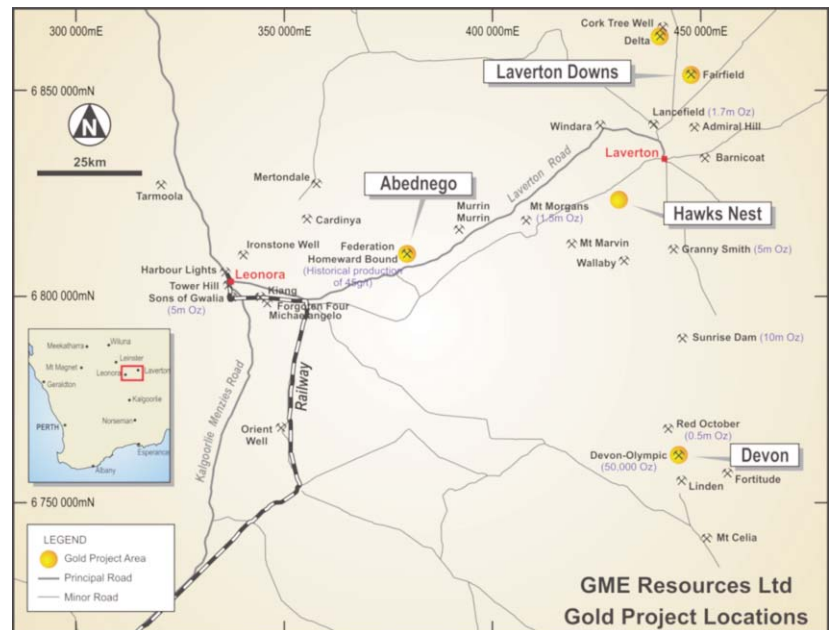 300 000mE
350 000mE
400 000mE
450 000mE
Cork Tree Well
Delta
Laverton Downs
Fairfield
6 850 000mN
N
25km
Lancefield (1.7m Oz)
Windara
Admiral Hill
Laverton
Barnicoat
Laverton Road
Mertondale
Tarmoola
Abednego
Hawks Nest
Cardinya
Murrin
Murrin
Mt Morgans
(1.5m Oz)
Ironstone Well
Federation
Homeward Bound
(Historical production
of 45g/t)
Mt Marvin
Granny Smith (5m Oz)
Wallaby
Harbour Lights
Leonora
Tower Hill
Kiang
Sons of Gwalia
(5m Oz)
Forgoten Four
Michaelangelo
6 800 000mN
Sunrise Dam (10m Oz)
Meekatharra
Wiluna
Leinster
Mt Magnet
Leonora
Laverton
Geraldton
Kalgoorlie
Norseman
PERTH
Esperance
Albany
Kalgoorlie Menzies Road
Railway
Orient
Well
Red October
(0.5m Oz)
Devon-Olympic
(50,000 Oz)
Devon
Linden
Fortitude
6 750 000mN
Mt Celia
LEGEND
Gold Project Area
Principal Road
Minor Road
GME Resources Ltd
Gold Project Locations